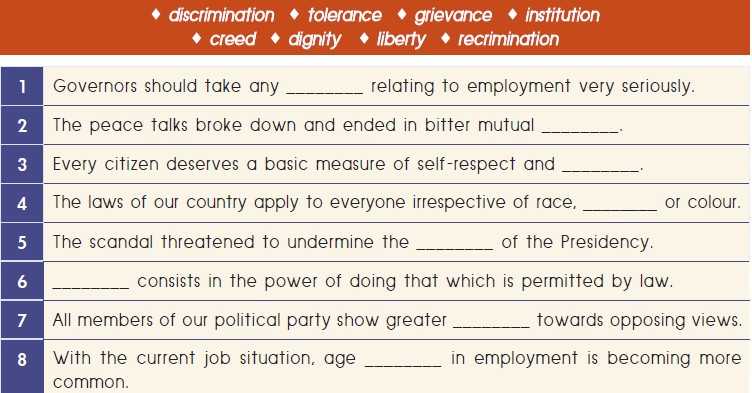 ♦ discrimination ♦ tolerance ♦ grievance ♦ institution
♦ creed ♦ dignity ♦ liberty ♦ recrimination
1 Governors should take any ________ relating to employment very seriously.
2 The peace talks broke down and ended in bitter mutual ________.
3 Every citizen deserves a basic measure of self-respect and ________.
4 The laws of our country apply to everyone irrespective of race, ________ or colour.
5 The scandal threatened to undermine the ________ of the Presidency.
6 ________ consists in the power of doing that which is permitted by law.
7 All members of our political party show greater ________ towards opposing views.
8 With the current job situation, age ________ in employment is becoming more
common.